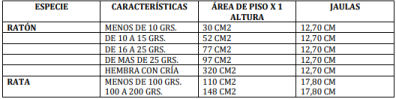 ESPECIE CARACTERÍSTICAS ÁREA DE PISO X 1 ALTURA JAULAS
RATÓN MENOS DE 10 GRS. 30 CM2 12,70 CM
DE 10 A 15 GRS. 52 CM2 12,70 CM
DE 16 A 25 GRS. 77 CM2 12,70 CM
DE MAS DE 25 GRS. 97 CM2 12,70 CM
HEMBRA CON CRÍA 320 CM2 12,70 CM
RATA MENOS DE 100 GRS. 110 CM2 17,80 CM
100 A 200 GRS. 148 CM2 17,80 CM